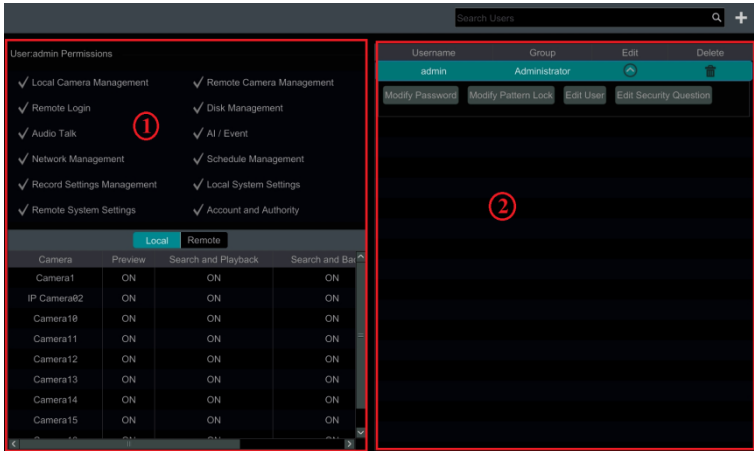 Search Users
User:admin Permissions
Local Camera Management Remote Camera Management
Remote Login Disk Management
Audio Talk AI / Event
Network Management Schedule Management
Record Settings Management Local System Settings
Remote System Settings Account and Authority
1
Local Remote
Camera Preview Search and Playback Search and Ba
Camera1 ON ON ON
IP Camera02 ON ON ON
Camera10 ON ON ON
Camera11 ON ON ON
Camera12 ON ON ON
Camera13 ON ON ON
Camera14 ON ON ON
Camera15 ON ON ON
Username Group Edit Delete
admin Administrator
Modify Password Modify Pattern Lock Edit User Edit Security Question
2